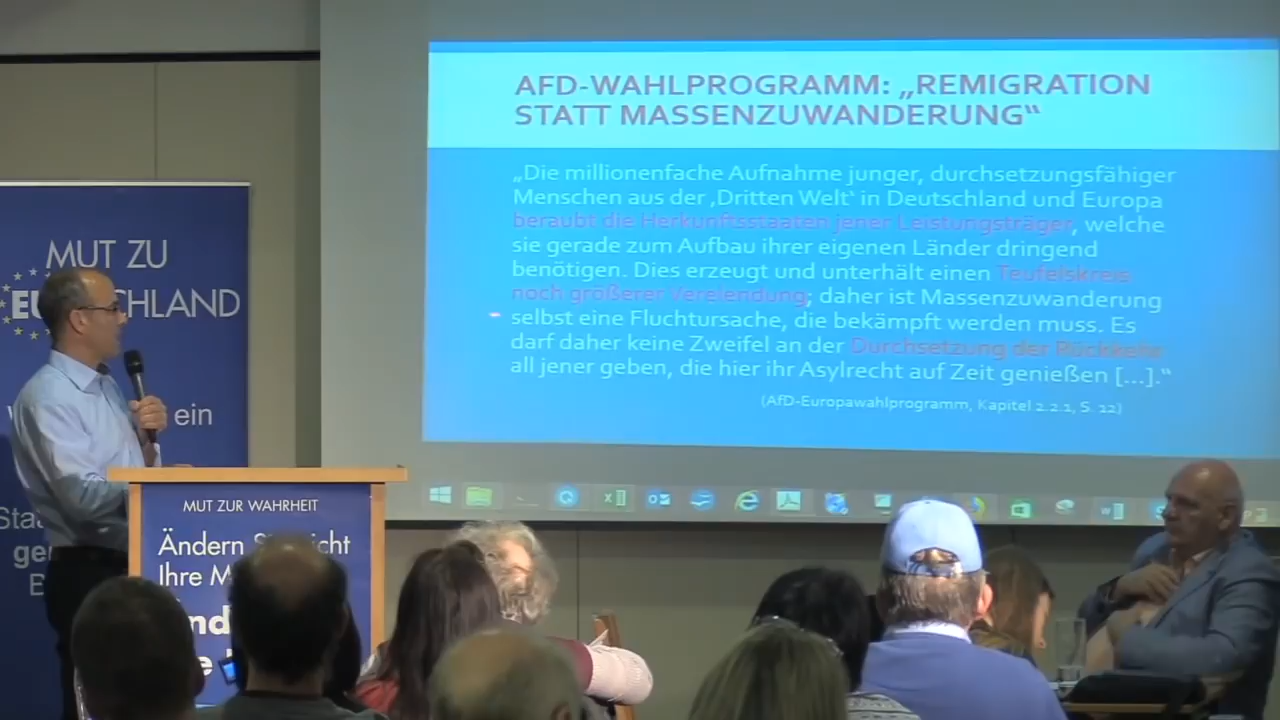 AFD-WAHLPROGRAMM: „REMIGRATION
STATT MASSENZUWANDERUNG“
„Die millionenfache Aufnahme junger, durchsetzungsfähiger
Menschen aus der ‚Dritten Welt‘ in Deutschland und Europa
beraubt die Herkunftsstaaten jener Leistungsträger, welche
sie gerade zum Aufbau ihrer eigenen Länder dringend
benötigen. Dies erzeugt und unterhält einen Teufelskreis
noch größerer Verelendung; daher ist Massenzuwanderung
selbst eine Fluchtursache, die bekämpft werden muss. Es
darf daher keine Zweifel an der Durchsetzung der Rückkehr
all jener geben, die hier ihr Asylrecht auf Zeit genießen [...].“
(AfD-Europawahlprogramm, Kapitel 2.2.1, S. 12)
MUT ZU
EU CHLAND
ein
MUT ZUR WAHRHEIT
Ändern
Ihre